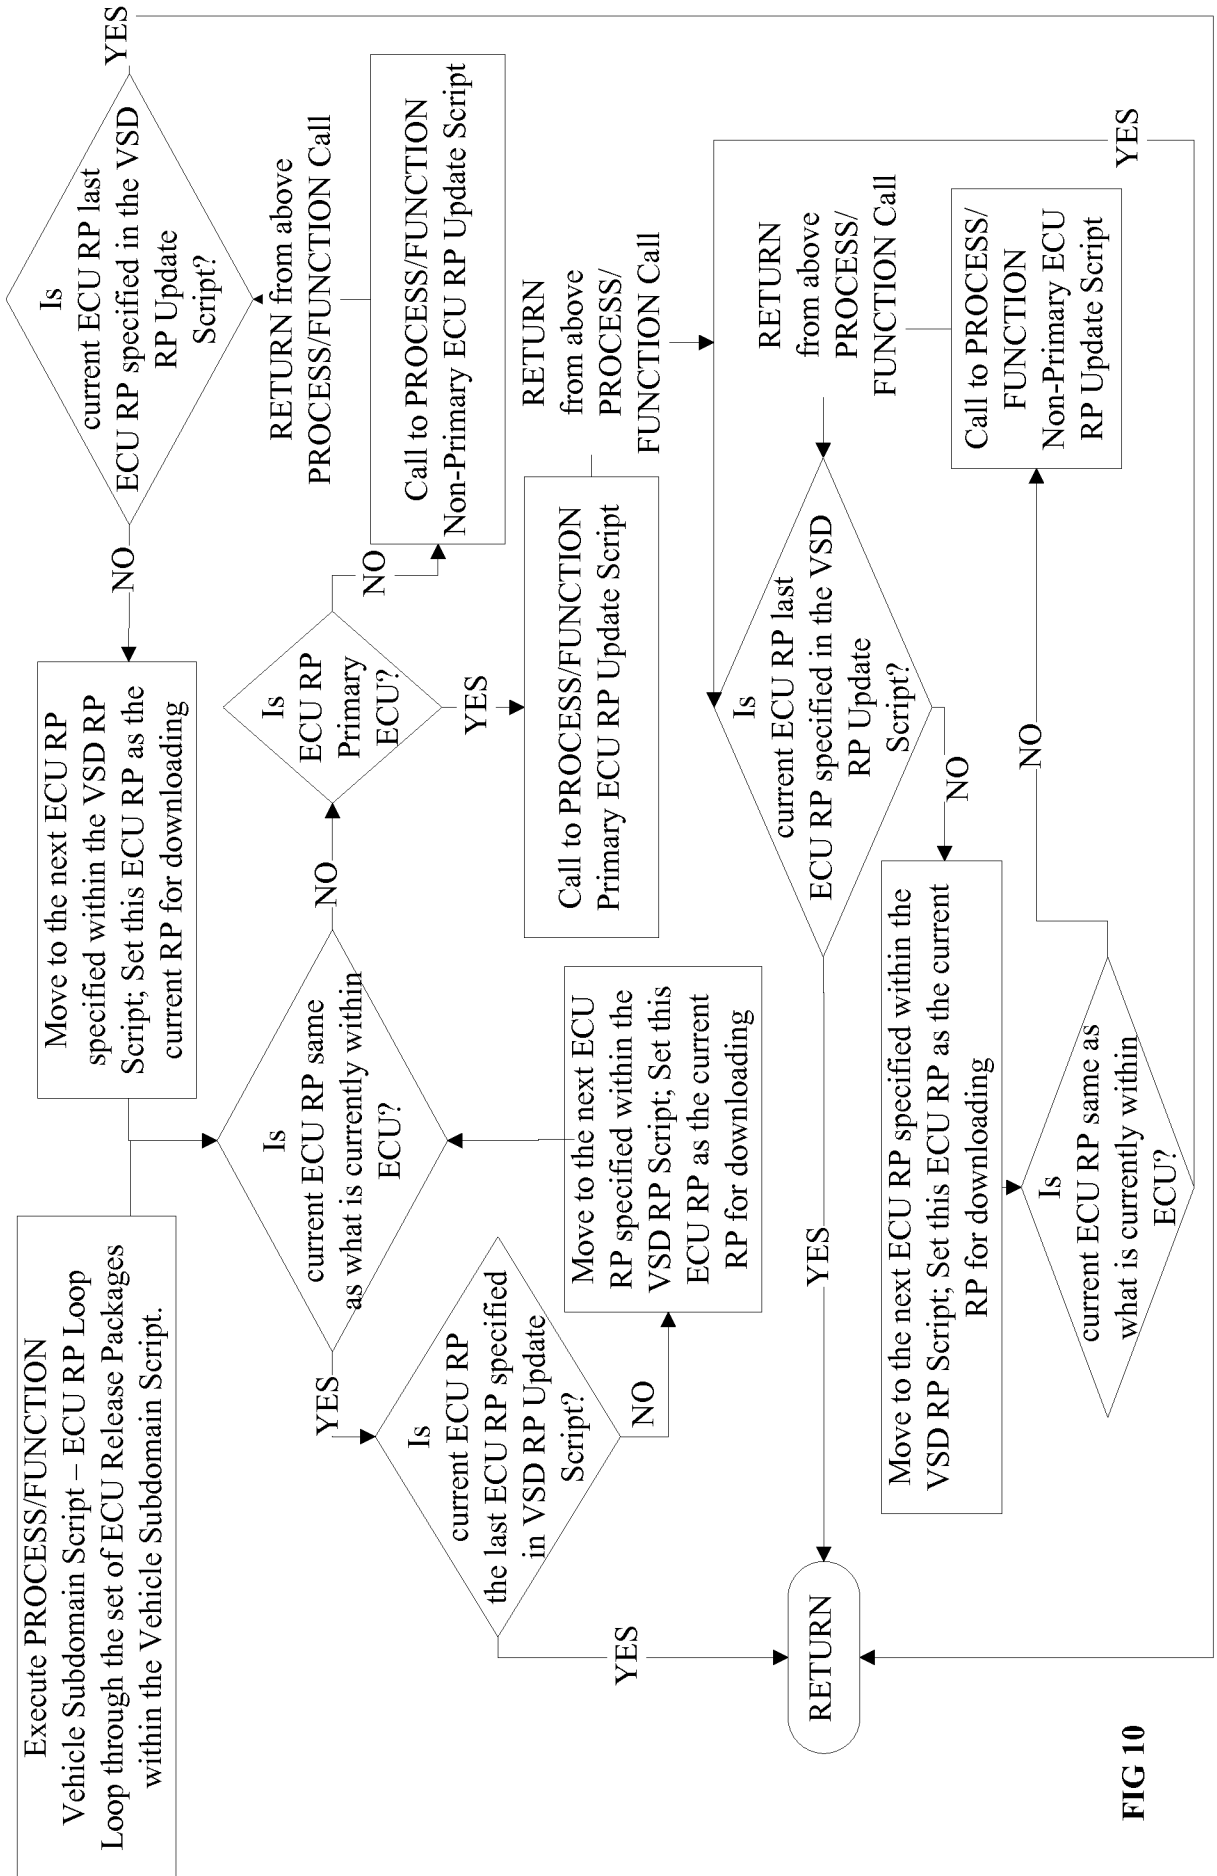 Execute PROCESS/FUNCTION
Vehicle Subdomain Script – ECU RP Loop
Loop through the set of ECU Release Packages
within the Vehicle Subdomain Script.
Move to the next ECU RP
specified within the VSD RP
Script; Set this ECU RP as the
current RP for downloading
NO
Is
current ECU RP last
ECU RP specified in the VSD
RP Update
Script?
YES
Is
current ECU RP same
as what is currently within
ECU?
NO
Is
ECU RP
Primary
ECU?
NO
RETURN from above
PROCESS/FUNCTION Call
Call to PROCESS/FUNCTION
Non-Primary ECU RP Update Script
YES
Is
current ECU RP
the last ECU RP specified
in VSD RP Update
Script?
NO
Move to the next ECU
RP specified within the
VSD RP Script; Set this
ECU RP as the current
RP for downloading
YES
Call to PROCESS/FUNCTION
Primary ECU RP Update Script
RETURN
from above
PROCESS/
FUNCTION Call
YES
RETURN
YES
Is
current ECU RP last
ECU RP specified in the VSD
RP Update
Script?
NO
RETURN
from above
PROCESS/
FUNCTION Call
Move to the next ECU RP specified within the
VSD RP Script; Set this ECU RP as the current
RP for downloading
NO
Call to PROCESS/
FUNCTION
Non-Primary ECU
RP Update Script
Is
current ECU RP same as
what is currently within
ECU?
YES
FIG 10